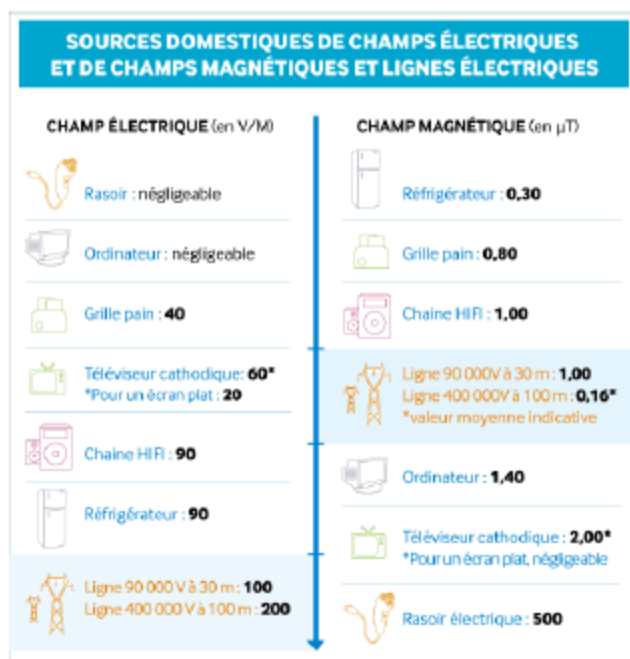 SOURCES DOMESTIQUES DE CHAMPS ÉLECTRIQUES
ET DE CHAMPS MAGNÉTIQUES ET LIGNES ÉLECTRIQUES
CHAMP ÉLECTRIQUE (en V/M)
Rasoir : négligeable
Ordinateur : négligeable
Grille pain : 40
Téléviseur cathodique: 60*
*Pour un écran plat : 20
Chaine HIFI : 90
Réfrigérateur : 90
Ligne 90 000 V à 30 m : 100
Ligne 400 000 V à 100 m : 200
CHAMP MAGNÉTIQUE (en µT)
Réfrigérateur : 0,30
Grille pain : 0,80
Chaine HIFI : 1,00
Ligne 90 000V à 30 m : 1,00
Ligne 400 000V à 100 m : 0,16*
*valeur moyenne indicative
Ordinateur : 1,40
Téléviseur cathodique : 2,00*
*Pour un écran plat, négligeable
Rasoir électrique : 500